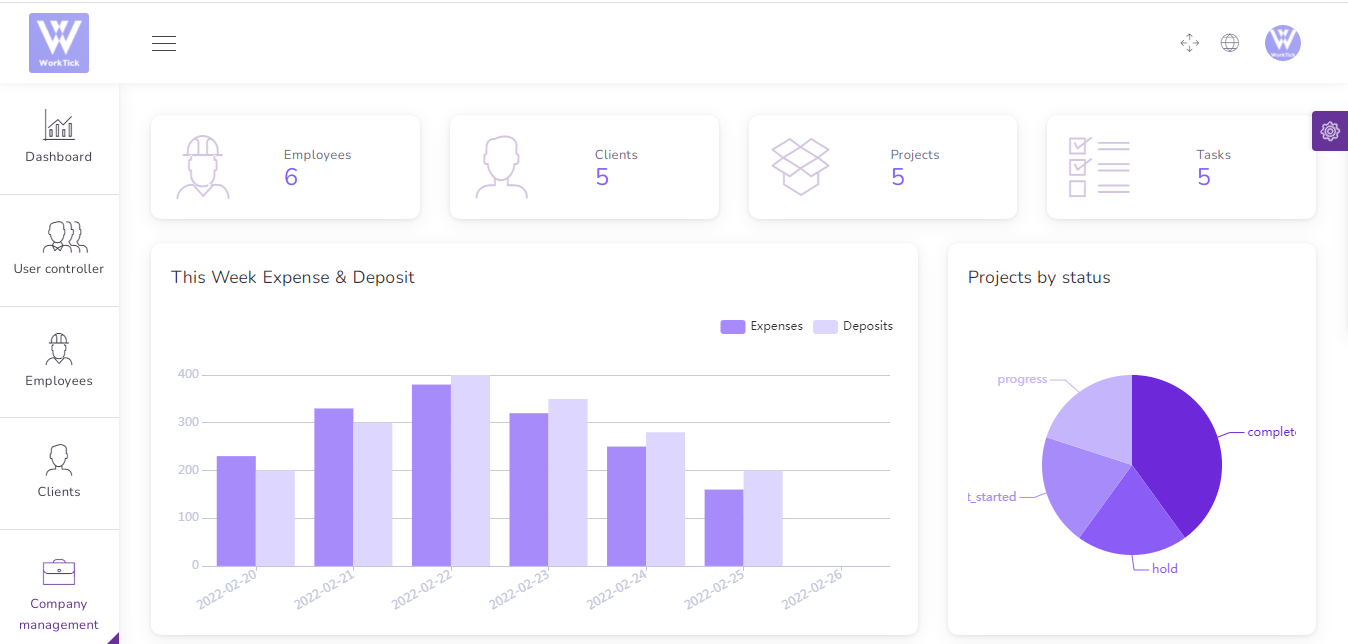 WorkTick
WorkTick
Dashboard
User controller
Employees
Clients
Company
management
Employees
6
Clients
5
Projects
5
Tasks
5
This Week Expense & Deposit
Expenses
Deposits
400
300
200
100
0
2022-02-20
2022-02-21
2022-02-22
2022-02-23
2022-02-24
2022-02-25
2022-02-26
Projects by status
progress
complete
t_started
hold